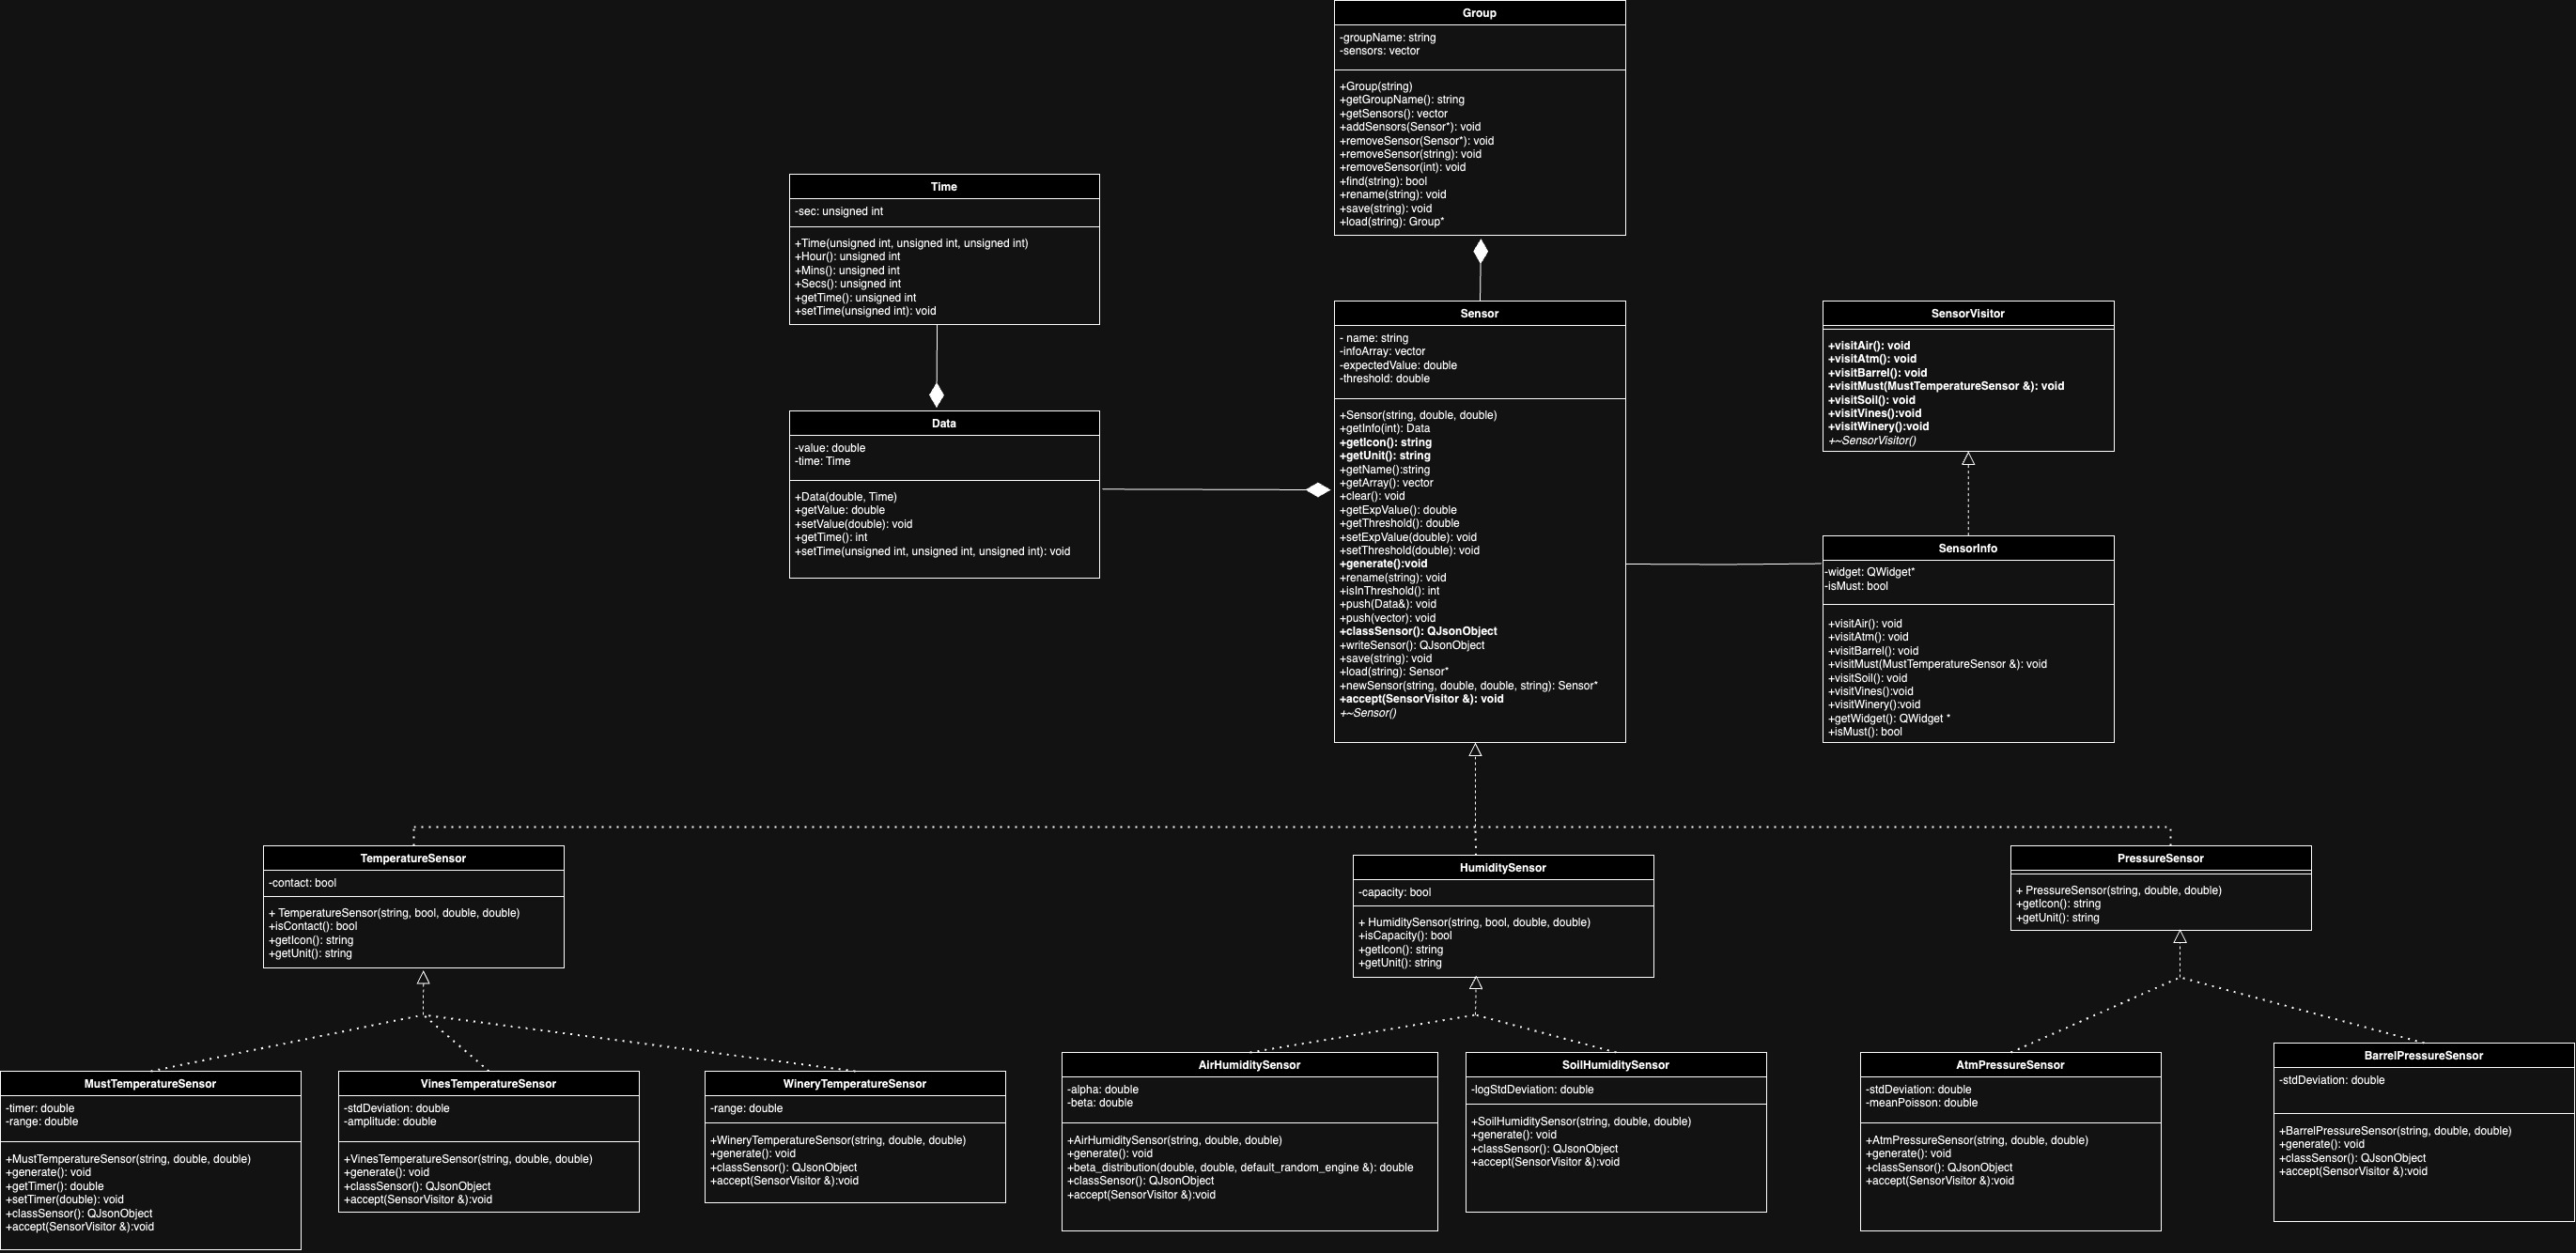 Group
-groupName: string
-sensors: vector
+Group(string)
+getGroupName(): string
+getSensors(): vector
+addSensors(Sensor*): void
+removeSensor(Sensor*): void
+removeSensor(string): void
+removeSensor(int): void
+find(string): bool
+rename(string): void
+save(string): void
+load(string): Group*
Time
-sec: unsigned int
+Time(unsigned int, unsigned int, unsigned int)
+Hour(): unsigned int
+Mins(): unsigned int
+Secs(): unsigned int
+getTime(): unsigned int
+setTime(unsigned int): void
Data
-value: double
-time: Time
+Data(double, Time)
+getValue: double
+setValue(double): void
+getTime(): int
+setTime(unsigned int, unsigned int, unsigned int): void
Sensor
- name: string
-infoArray: vector
-expectedValue: double
-threshold: double
+Sensor(string, double, double)
+getInfo(int): Data
+getIcon(): string
+getUnit(): string
+getName():string
+getArray(): vector
+clear(): void
+getExpValue(): double
+getThreshold(): double
+setExpValue(double): void
+setThreshold(double): void
+generate():void
+rename(string): void
+isInThreshold(): int
+push(Data&): void
+push(vector): void
+classSensor(): QJsonObject
+writeSensor(): QJsonObject
+save(string): void
+load(string): Sensor*
+newSensor(string, double, double, string): Sensor*
+accept(SensorVisitor &): void
+~Sensor()
SensorVisitor
+visitAir(): void
+visitAtm(): void
+visitBarrel(): void
+visitMust(MustTemperatureSensor &): void
+visitSoil(): void
+visitVines():void
+visitWinery():void
+~SensorVisitor()
SensorInfo
-widget: QWidget*
-isMust: bool
+visitAir(): void
+visitAtm(): void
+visitBarrel(): void
+visitMust(MustTemperatureSensor &): void
+visitSoil(): void
+visitVines():void
+visitWinery():void
+getWidget(): QWidget *
+isMust(): bool
TemperatureSensor
-contact: bool
+ TemperatureSensor(string, bool, double, double)
+isContact(): bool
+getIcon(): string
+getUnit(): string
HumiditySensor
-capacity: bool
+ HumiditySensor(string, bool, double, double)
+isCapacity(): bool
+getIcon(): string
+getUnit(): string
PressureSensor
+ PressureSensor(string, double, double)
+getIcon(): string
+getUnit(): string
MustTemperatureSensor
-timer: double
-range: double
+MustTemperatureSensor(string, double, double)
+generate(): void
+getTimer(): double
+setTimer(double): void
+classSensor(): QJsonObject
+accept(SensorVisitor &):void
VinesTemperatureSensor
-stdDeviation: double
-amplitude: double
+VinesTemperatureSensor(string, double, double)
+generate(): void
+classSensor(): QJsonObject
+accept(SensorVisitor &):void
WineryTemperatureSensor
-range: double
+WineryTemperatureSensor(string, double, double)
+generate(): void
+classSensor(): QJsonObject
+accept(SensorVisitor &):void
AirHumiditySensor
-alpha: double
-beta: double
+AirHumiditySensor(string, double, double)
+generate(): void
+beta_distribution(double, double, default_random_engine &): double
+classSensor(): QJsonObject
+accept(SensorVisitor &):void
SoilHumiditySensor
-logStdDeviation: double
+SoilHumiditySensor(string, double, double)
+generate(): void
+classSensor(): QJsonObject
+accept(SensorVisitor &):void
AtmPressureSensor
-stdDeviation: double
-meanPoisson: double
+AtmPressureSensor(string, double, double)
+generate(): void
+classSensor(): QJsonObject
+accept(SensorVisitor &):void
BarrelPressureSensor
-stdDeviation: double
+BarrelPressureSensor(string, double, double)
+generate(): void
+classSensor(): QJsonObject
+accept(SensorVisitor &):void